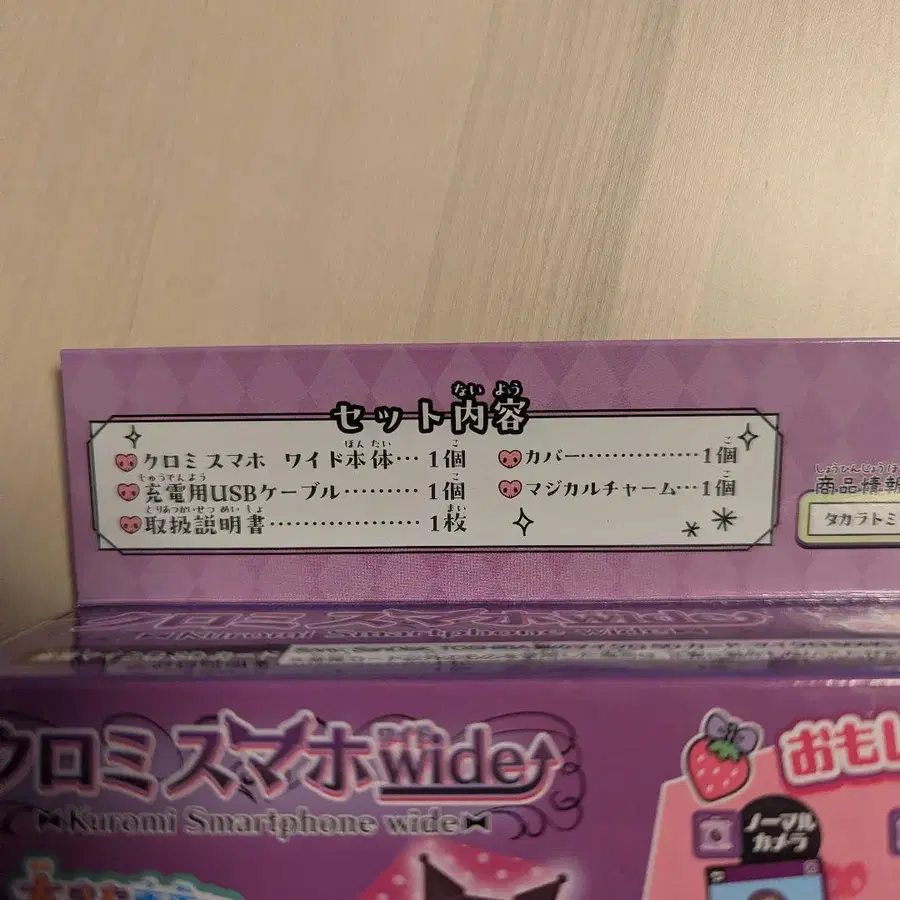 セット内容
クロミ スマホ ワイド本体… 1個
充電用USBケーブル……… 1個
取扱説明書……………… 1枚
カバー…………… 1個
マジカルチャーム… 1個
商品情報
タカラトミ
クロミ スマホ wide
Kuromi Smartphone wide
おもし
ノーマル
カメラ